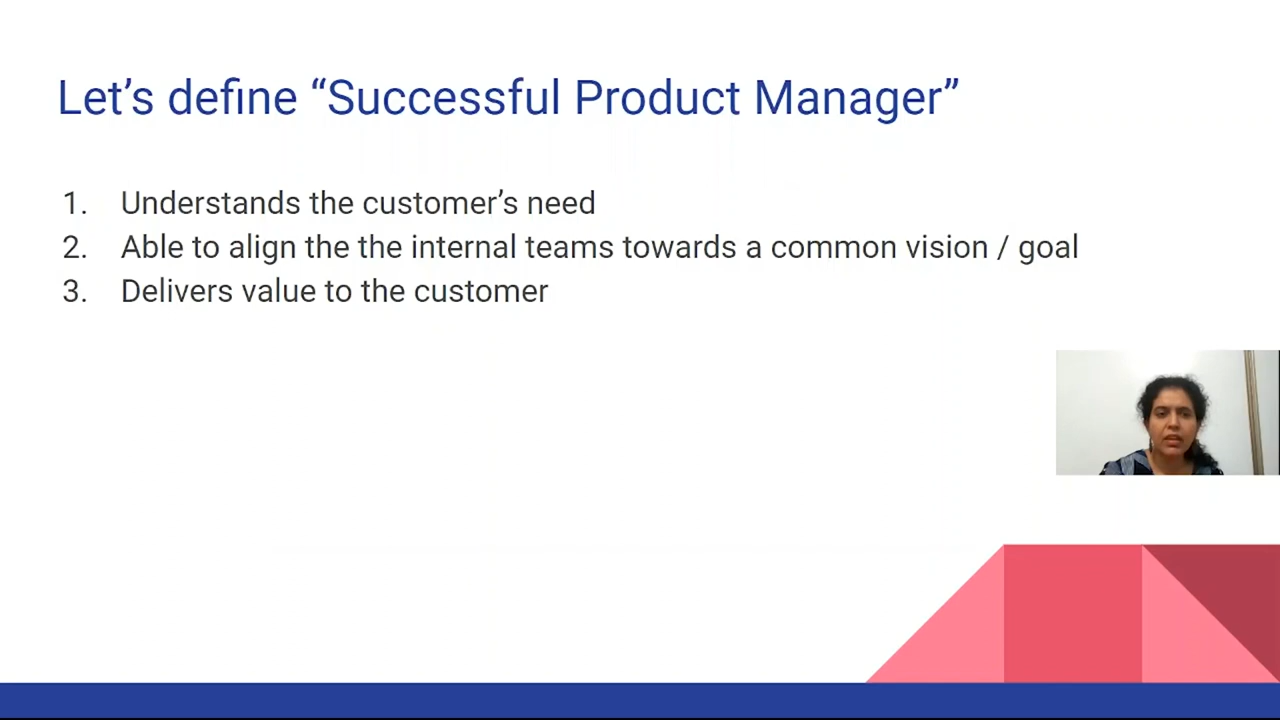 Let’s define “Successful Product Manager”
1. Understands the customer’s need
2. Able to align the the internal teams towards a common vision / goal
3. Delivers value to the customer